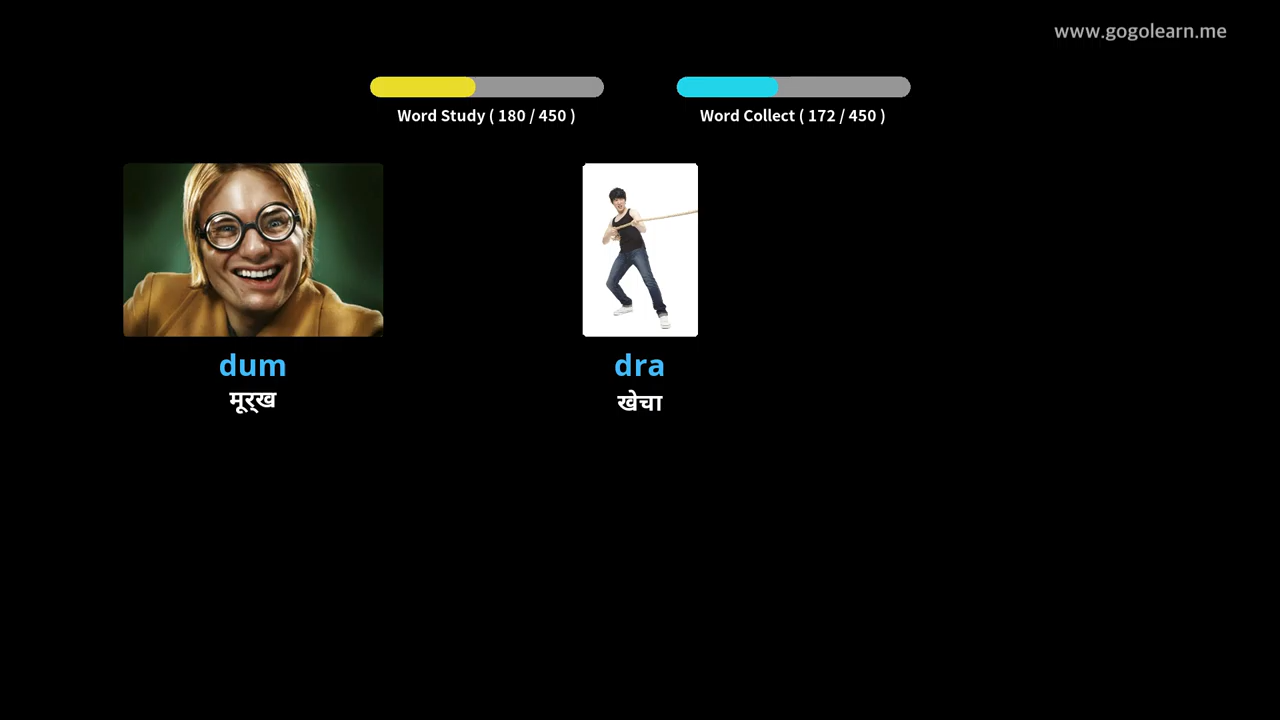 www.gogolearn.me
Word Study ( 180 / 450 )
Word Collect ( 172 / 450 )
dum
मूर्ख
dra
खेचा